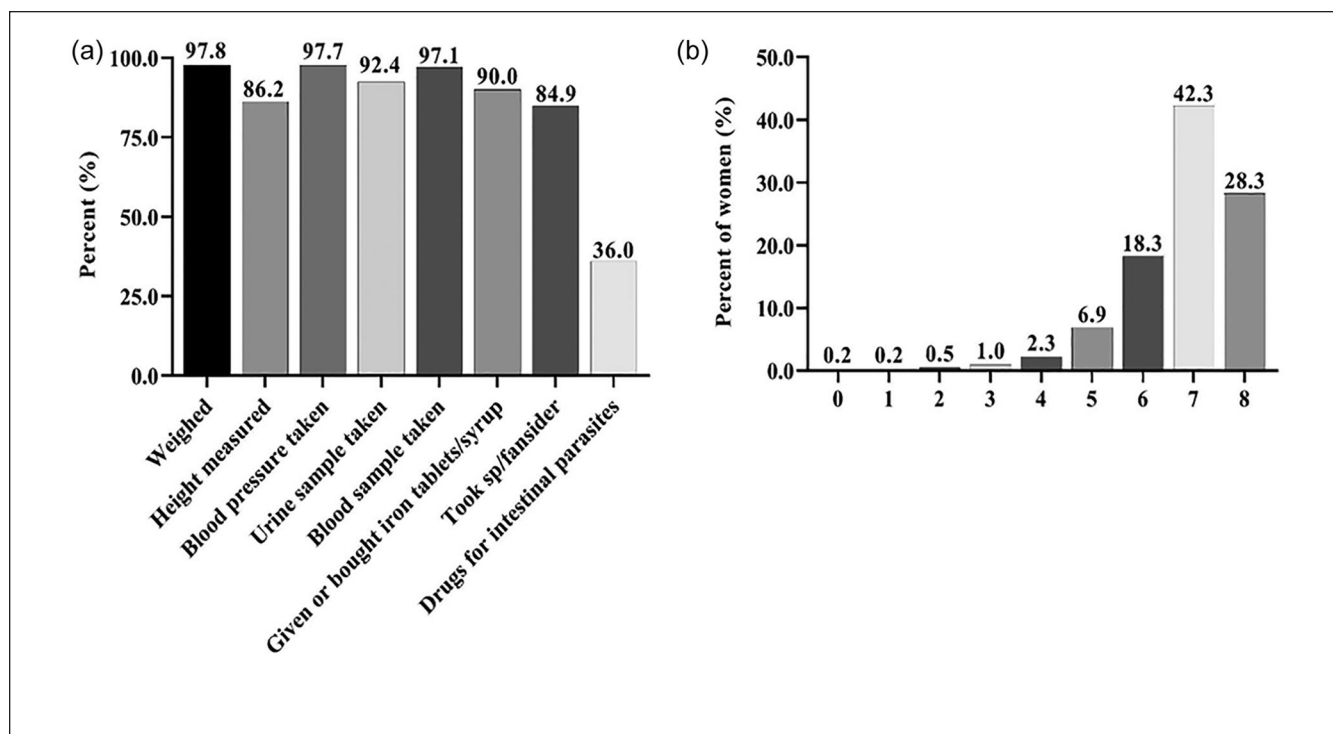 (a)
Percent (%)
100.0
75.0
50.0
25.0
0.0
97.8
86.2
97.7
92.4
97.1
90.0
84.9
36.0
Weighed
Height measured
Blood pressure taken
Urine sample taken
Blood sample taken
Given or bought iron tablets/syrup
Took sp/fansider
Drugs for intestinal parasites
(b)
Percent of women (%)
50.0
40.0
30.0
20.0
10.0
0.0
0.2
0.2
0.5
1.0
2.3
6.9
18.3
42.3
28.3
0 1 2 3 4 5 6 7 8